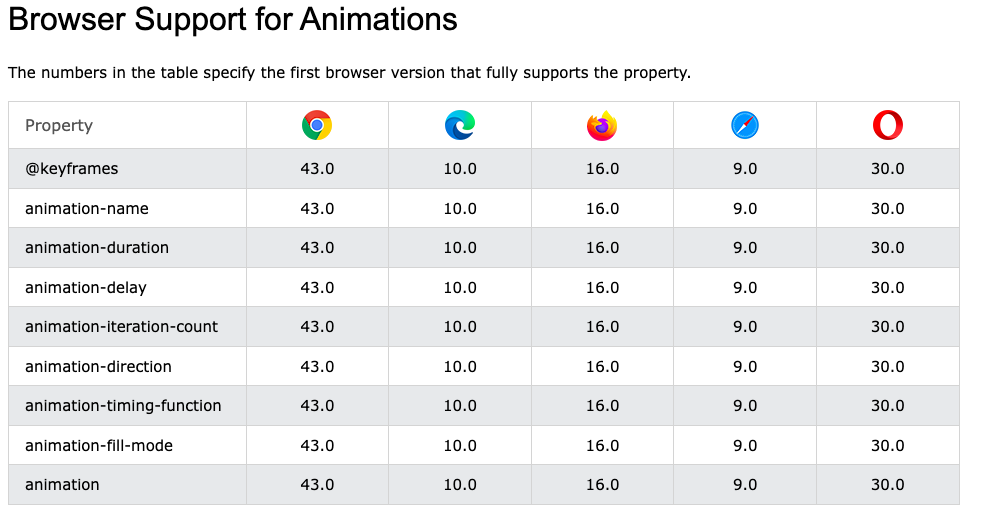 Browser Support for Animations
The numbers in the table specify the first browser version that fully supports the property.
Property
@keyframes 43.0 10.0 16.0 9.0 30.0
animation-name 43.0 10.0 16.0 9.0 30.0
animation-duration 43.0 10.0 16.0 9.0 30.0
animation-delay 43.0 10.0 16.0 9.0 30.0
animation-iteration-count 43.0 10.0 16.0 9.0 30.0
animation-direction 43.0 10.0 16.0 9.0 30.0
animation-timing-function 43.0 10.0 16.0 9.0 30.0
animation-fill-mode 43.0 10.0 16.0 9.0 30.0
animation 43.0 10.0 16.0 9.0 30.0